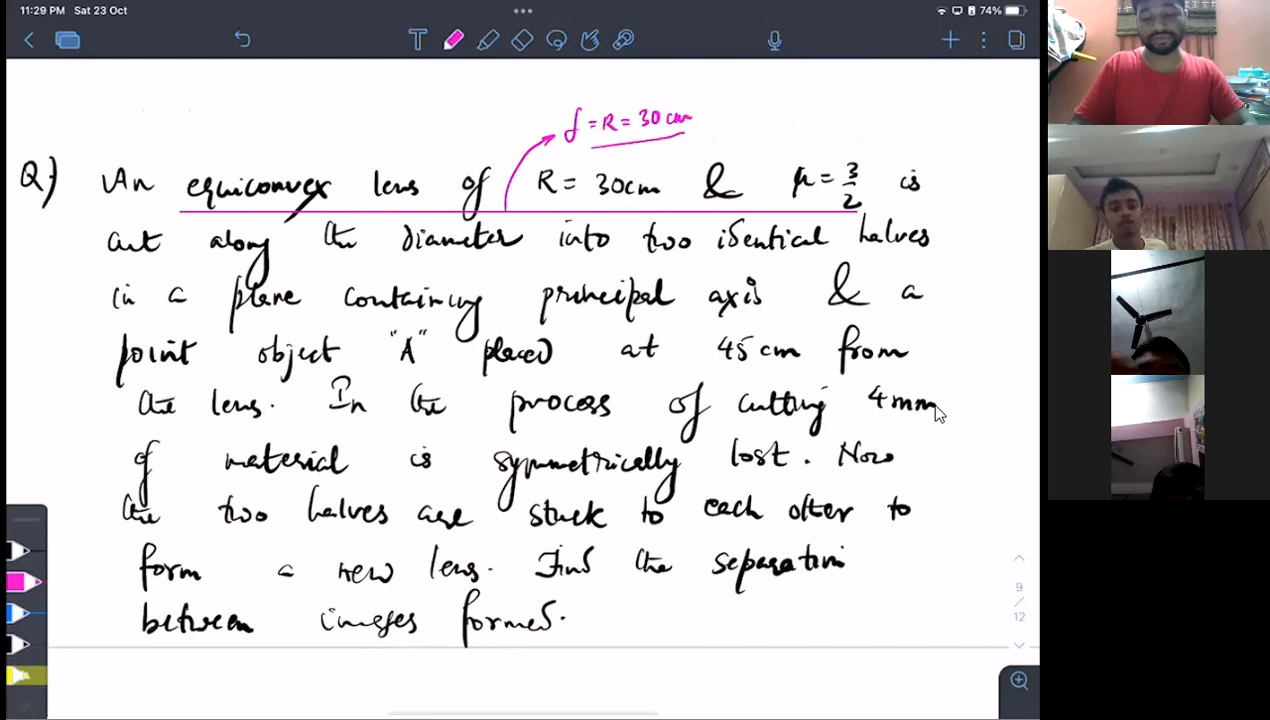 11:29 PM Sat 23 Oct
74%
T
f = R = 30 cm
Q) An equiconvex lens of R = 30cm & μ = 3/2 is
cut along the diameter into two identical halves
in a plane containing principal axis & a
point object "A" placed at 45 cm from
the lens. In the process of cutting 4mm
of material is symmetrically lost. Now
the two halves are stuck to each other to
form a new lens. Find the separation
between images formed.
9
/
12